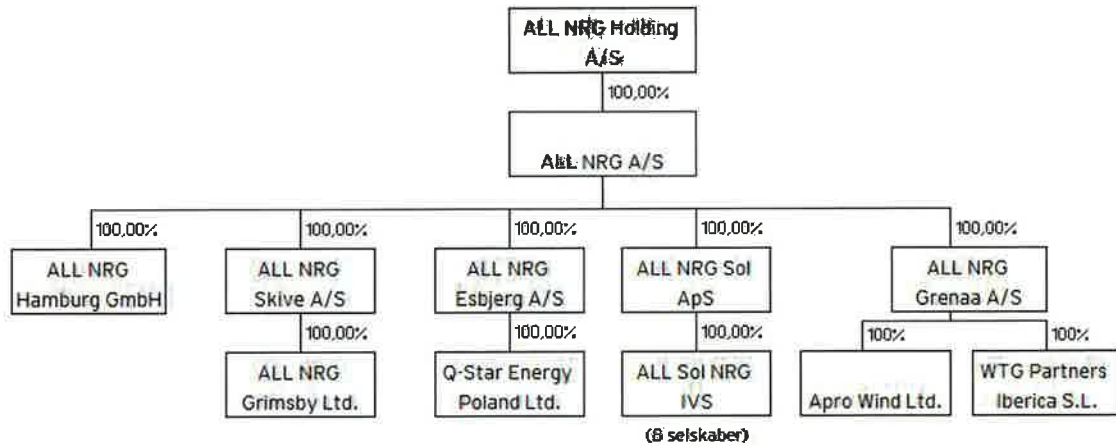 ALL NRG Holding
A/S
100,00%
ALL NRG A/S
100,00%
100,00%
100,00%
100,00%
100,00%
ALL NRG
Hamburg GmbH
ALL NRG
Skive A/S
ALL NRG
Esbjerg A/S
ALL NRG Sol
ApS
ALL NRG
Grenaa A/S
100,00%
100,00%
100,00%
100%
100%
ALL NRG
Grimsby Ltd.
Q-Star Energy
Poland Ltd.
ALL Sol NRG
IVS
Apro Wind Ltd.
WTG Partners
Iberica S.L.
(6 selskaber)